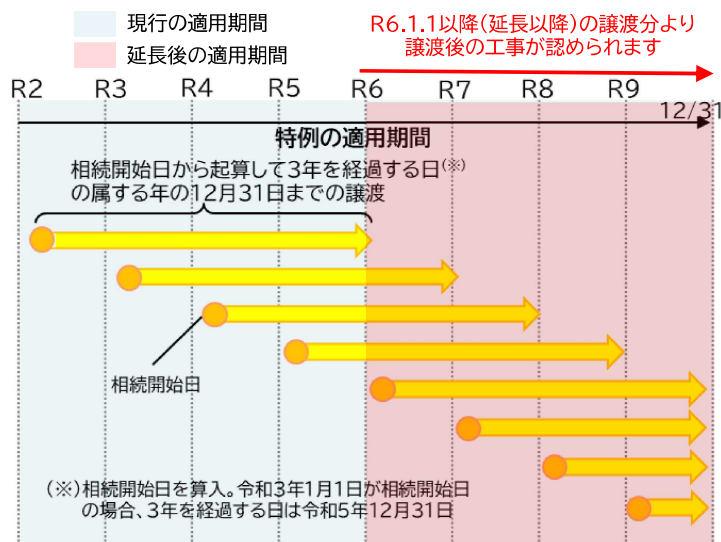 現行の適用期間
延長後の適用期間
R6.1.1以降(延長以降)の譲渡分より
譲渡後の工事が認められます
R2 R3 R4 R5 R6 R7 R8 R9
12/31
特例の適用期間
相続開始日から起算して3年を経過する日(※)
の属する年の12月31日までの譲渡
相続開始日
(※)相続開始日を算入。令和3年1月1日が相続開始日
の場合、3年を経過する日は令和5年12月31日